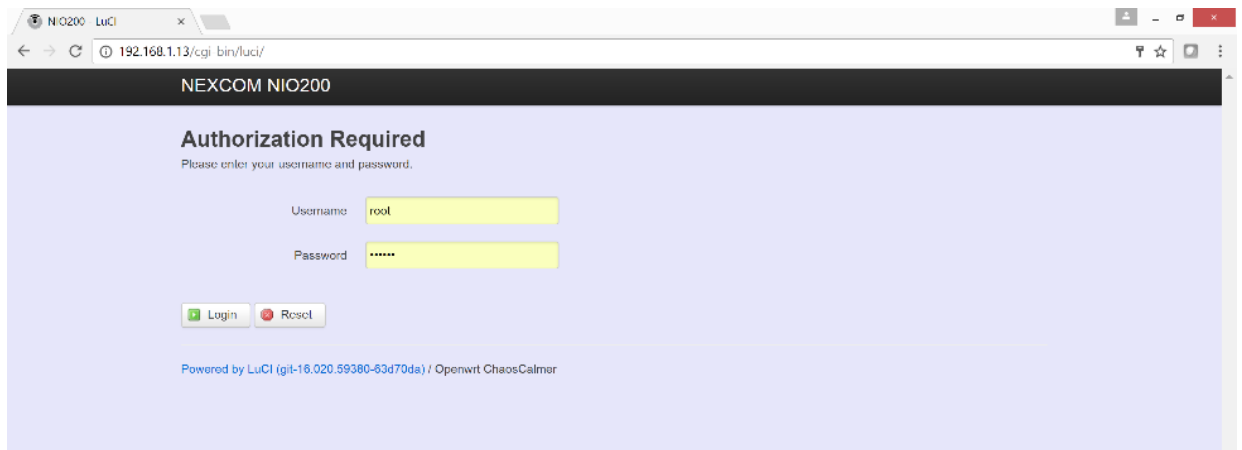 NIO200 - LuCI
192.168.1.13/cgi-bin/luci/
NEXCOM NIO200
Authorization Required
Please enter your username and password.
Username root
Password ••••••
Login Reset
Powered by LuCI (git-16.020.59380-63d70da) / Openwrt ChaosCalmer